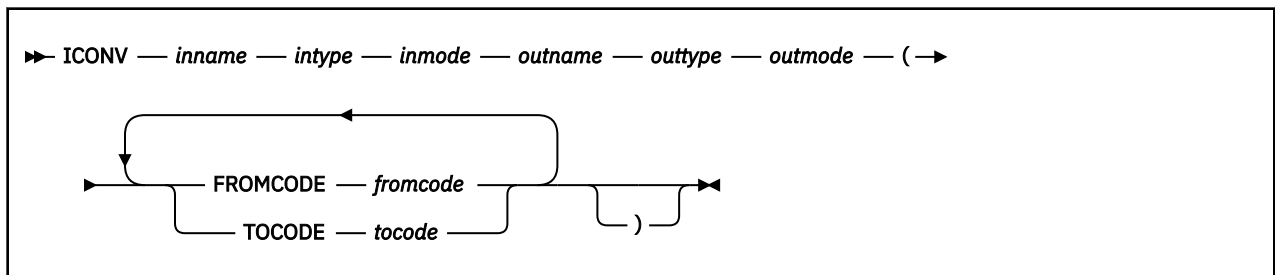 ICONV inname intype inmode outname outtype outmode (
FROMCODE fromcode
TOCODE tocode
)